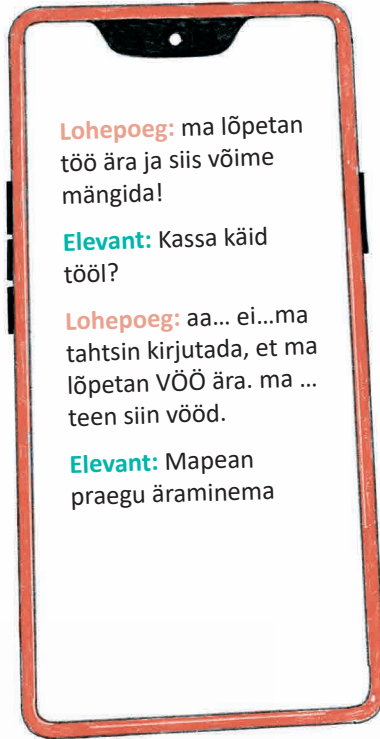 Lohepoeg: ma lõpetan
töö ära ja siis võime
mängida!
Elevant: Kassa käid
tööl?
Lohepoeg: aa... ei...ma
tahtsin kirjutada, et ma
lõpetan VÖÖ ära. ma ...
teen siin vööd.
Elevant: Mapean
praegu äraminema